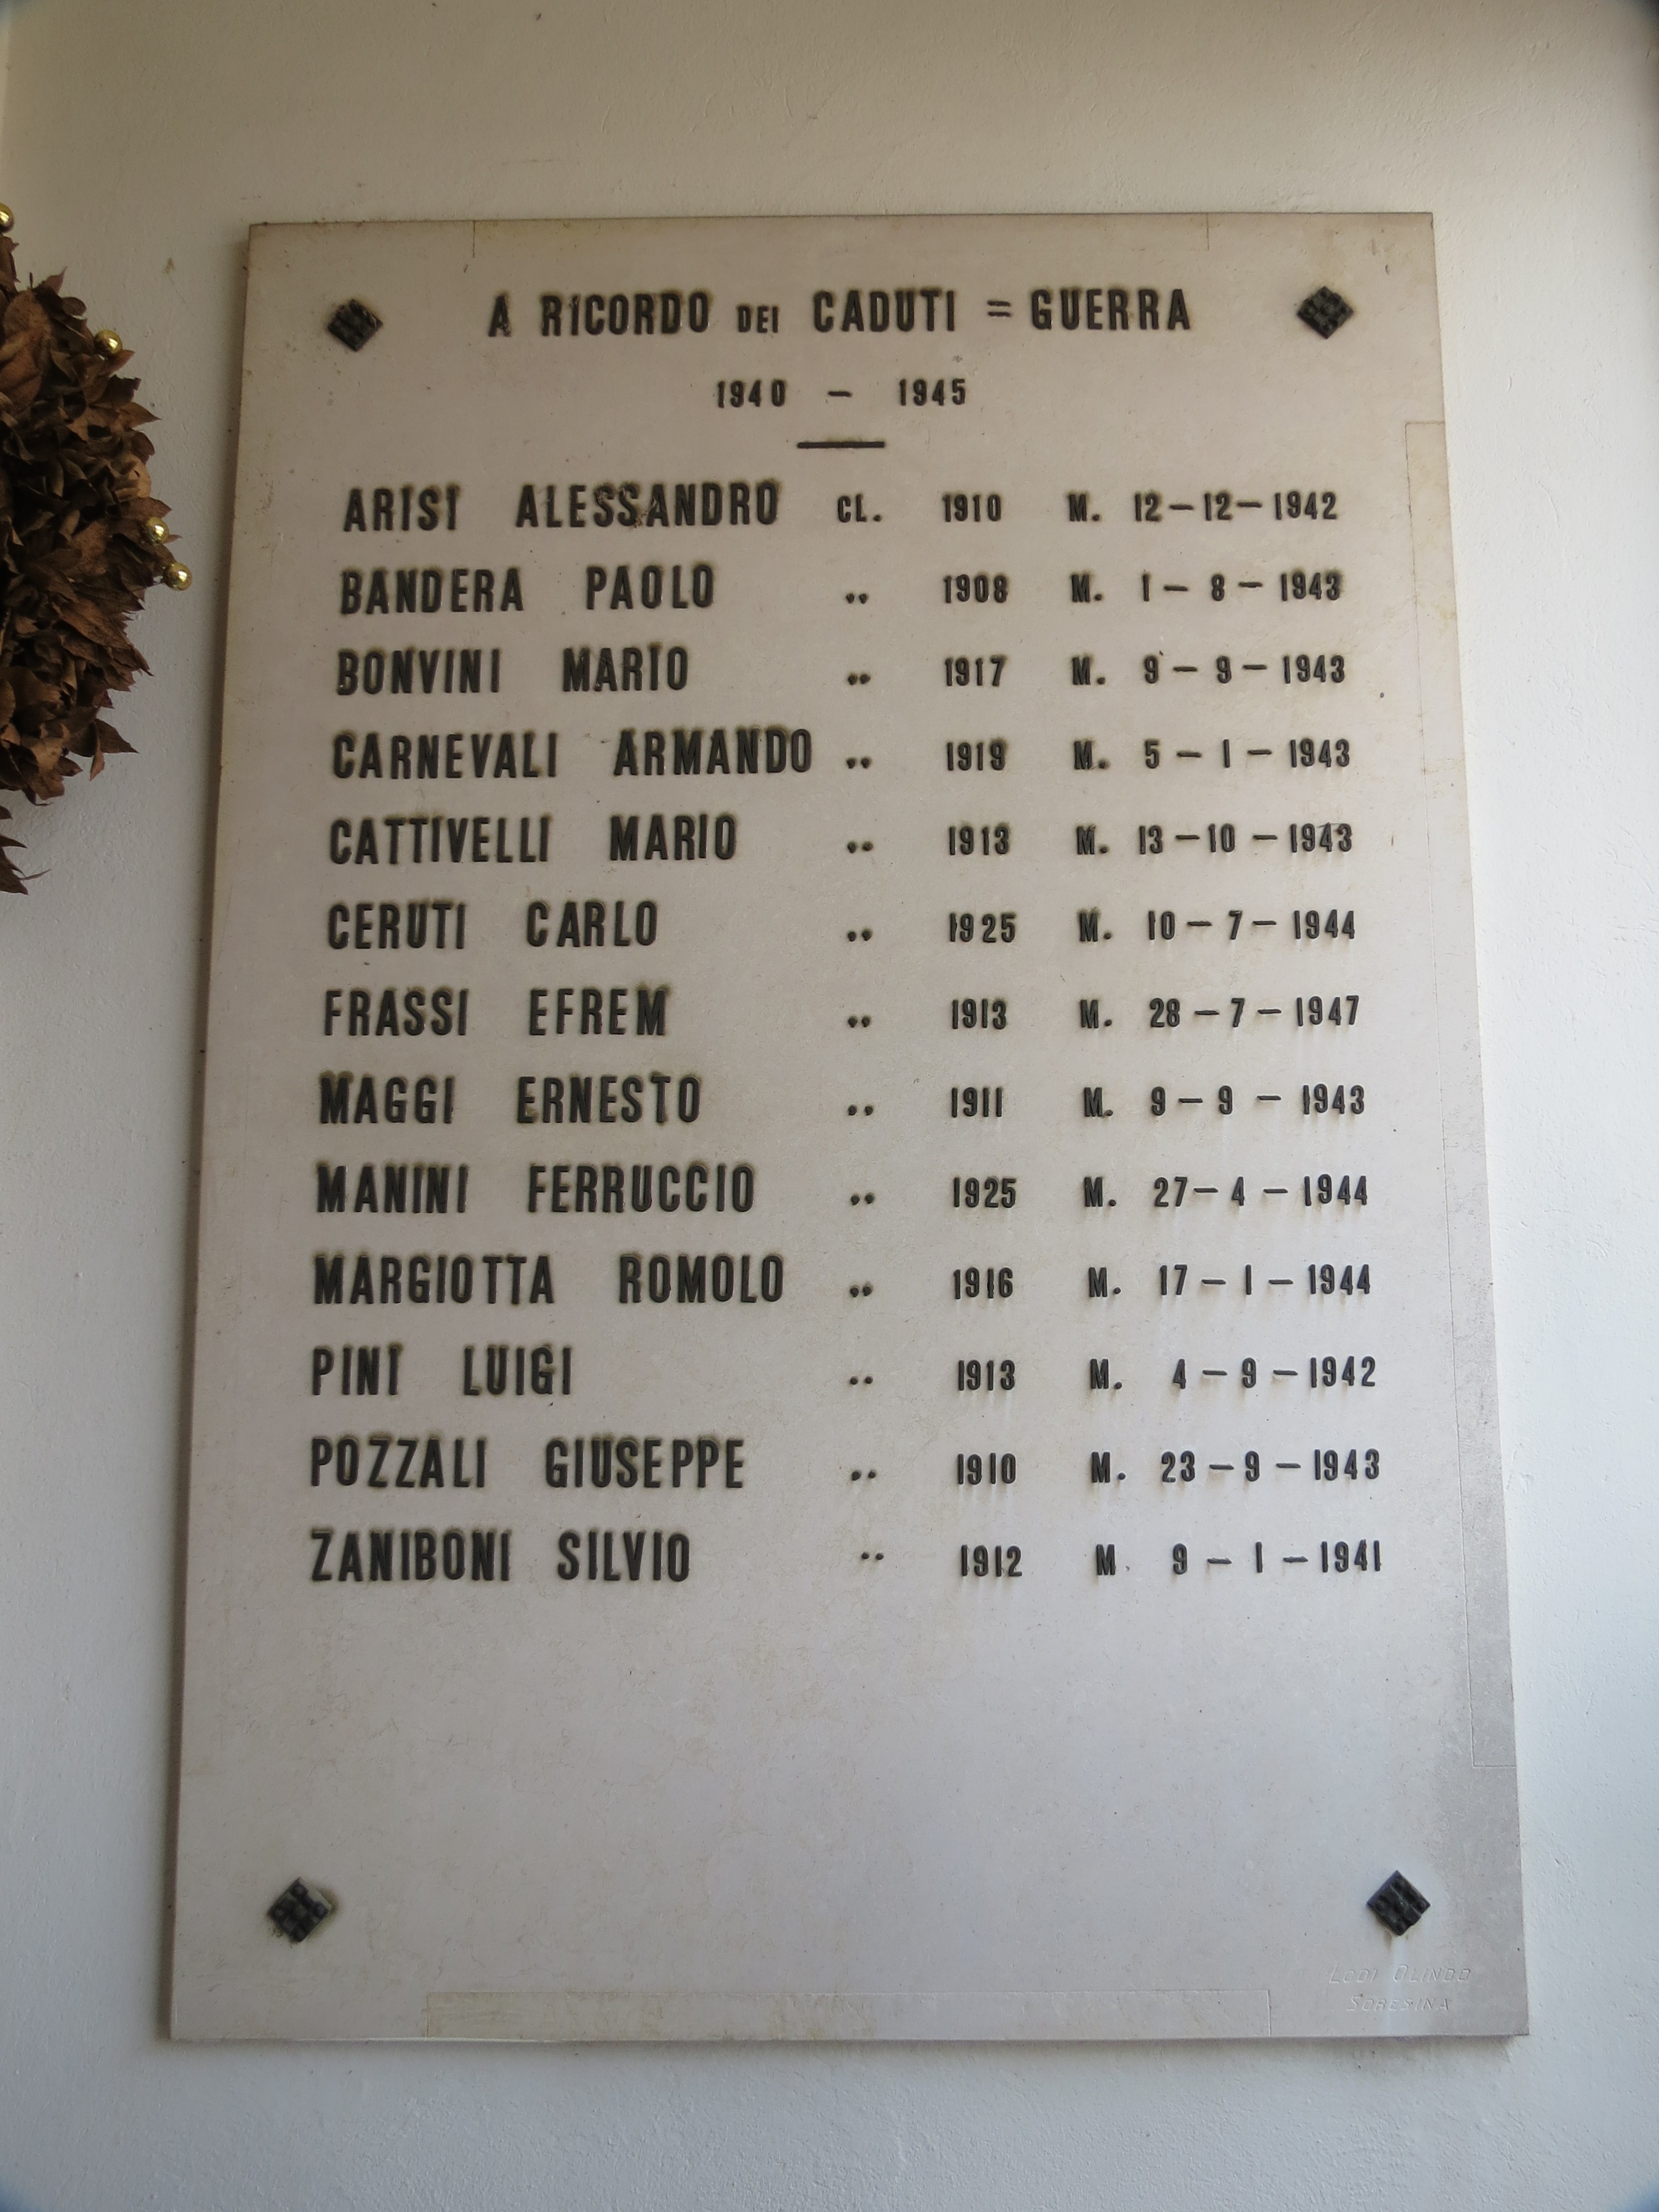 A RICORDO DEI CADUTI = GUERRA
1940 - 1945
ARISI ALESSANDRO CL. 1910 M. 12-12-1942
BANDERA PAOLO .. 1908 M. 1-8-1943
BONVINI MARIO .. 1917 M. 9-9-1943
CARNEVALI ARMANDO .. 1919 M. 5-1-1943
CATTIVELLI MARIO .. 1913 M. 13-10-1943
CERUTI CARLO .. 1925 M. 10-7-1944
FRASSI EFREM .. 1913 M. 28-7-1947
MAGGI ERNESTO .. 1911 M. 9-9-1943
MANINI FERRUCCIO .. 1925 M. 27-4-1944
MARGIOTTA ROMOLO .. 1916 M. 17-1-1944
PINI LUIGI .. 1913 M. 4-9-1942
POZZALI GIUSEPPE .. 1910 M. 23-9-1943
ZANIBONI SILVIO .. 1912 M. 9-1-1941
LODI OLINDO
SORESINA